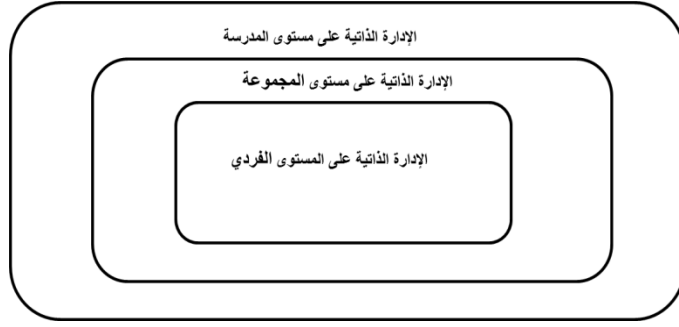 الإدارة الذاتية على مستوى المدرسة
الإدارة الذاتية على مستوى المجموعة
الإدارة الذاتية على المستوى الفردي